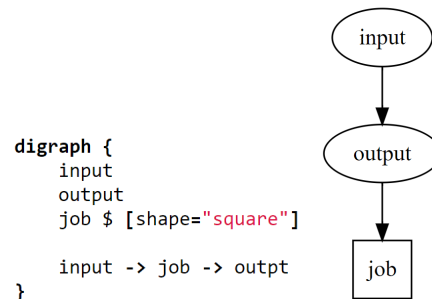 digraph {
input
output
job $ [shape="square"]
input -> job -> outpt
}
input
output
job